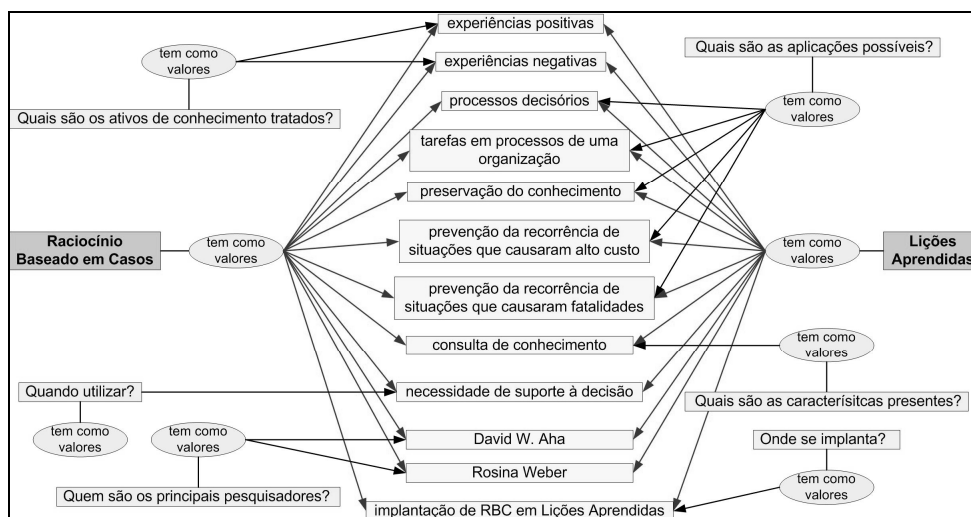 experiências positivas
tem como
valores
Quais são as aplicações possíveis?
experiências negativas
processos decisórios
tem como
valores
Quais são os ativos de conhecimento tratados?
tarefas em processos de uma
organização
preservação do conhecimento
Raciocínio
Baseado em Casos
tem como
valores
prevenção da recorrência de
situações que causaram alto custo
tem como
valores
Lições
Aprendidas
prevenção da recorrência de
situações que causaram fatalidades
consulta de conhecimento
tem como
valores
Quando utilizar?
necessidade de suporte à decisão
Quais são as caracterísitcas presentes?
tem como
valores
tem como
valores
David W. Aha
Onde se implanta?
Rosina Weber
Quem são os principais pesquisadores?
tem como
valores
implantação de RBC em Lições Aprendidas